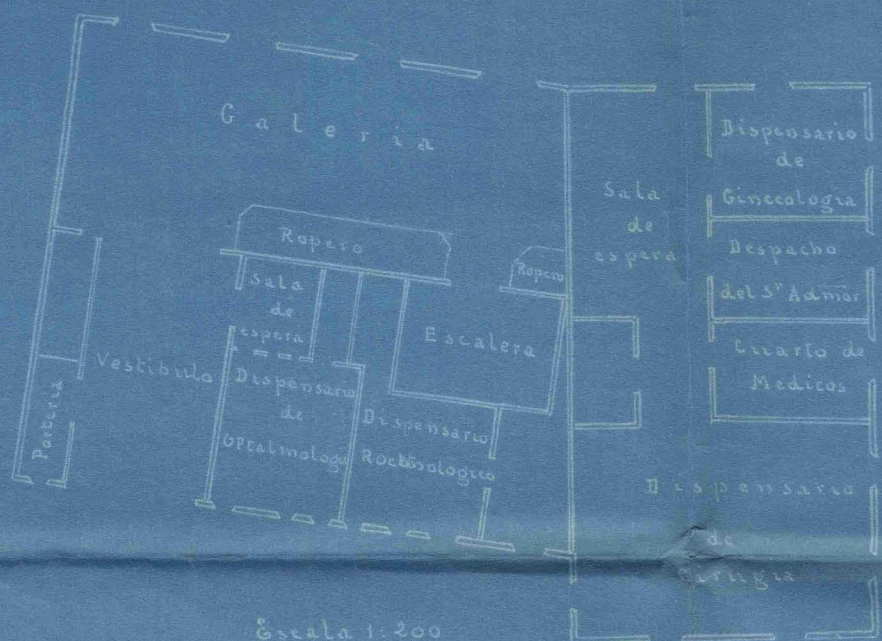 Galeria
Ropero
Ropero
Sala
de
espera
Escalera
Vestibulo
Porteria
Dispensario
de
Oftalmologia
Dispensario
Sala
de
espera
Dispensario
de
Ginecologia
Despacho
del Sr Admor
Cuarto de
Medicos
Dispensario
de
Cirugia
Escala 1:200